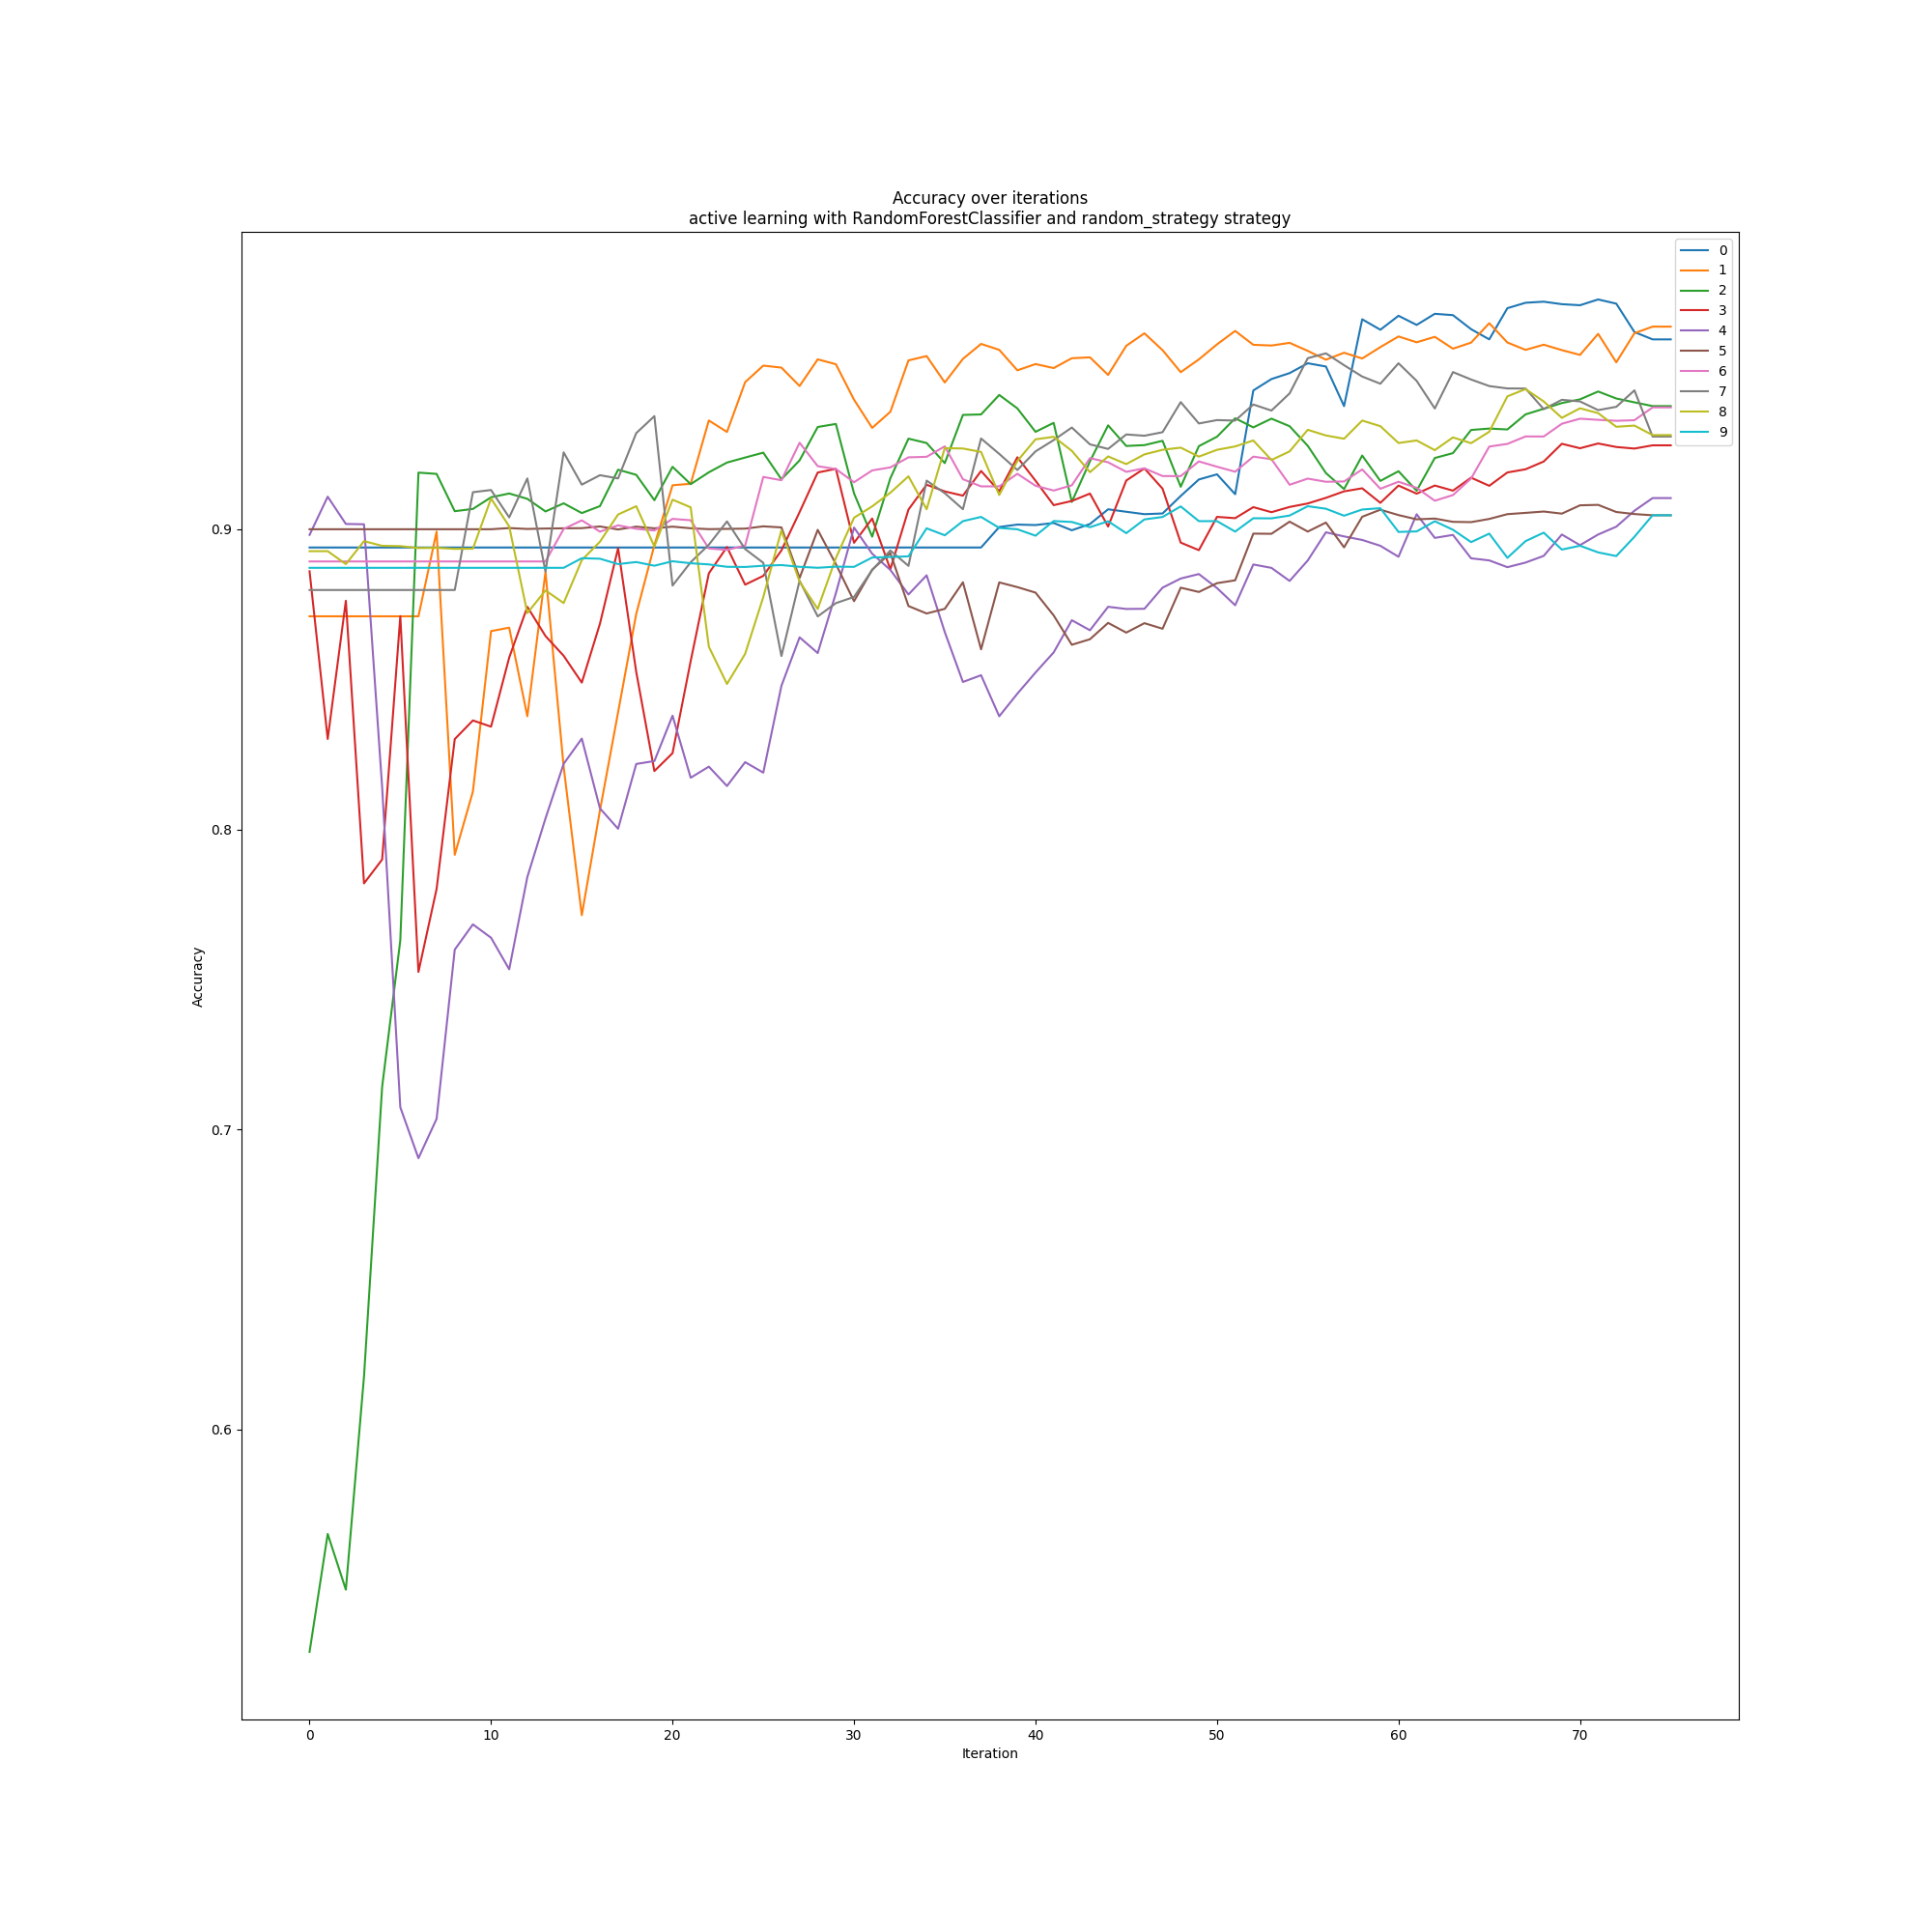 Accuracy over iterations
active learning with RandomForestClassifier and random_strategy strategy
0
1
2
3
4
5
6
7
8
9
Accuracy
0.9
0.8
0.7
0.6
0 10 20 30 40 50 60 70
Iteration